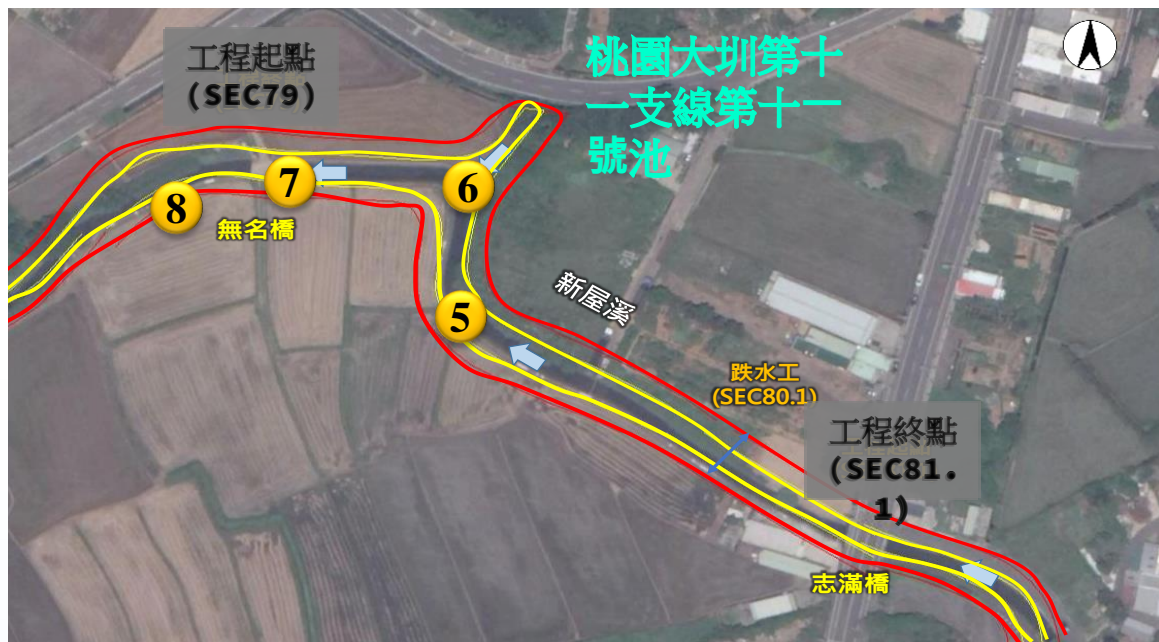 工程起點
(SEC79)
桃園大圳第十
一支線第十一
號池
7
6
8
無名橋
5
新屋溪
跌水工
(SEC80.1)
工程終點
(SEC81.
1)
志滿橋